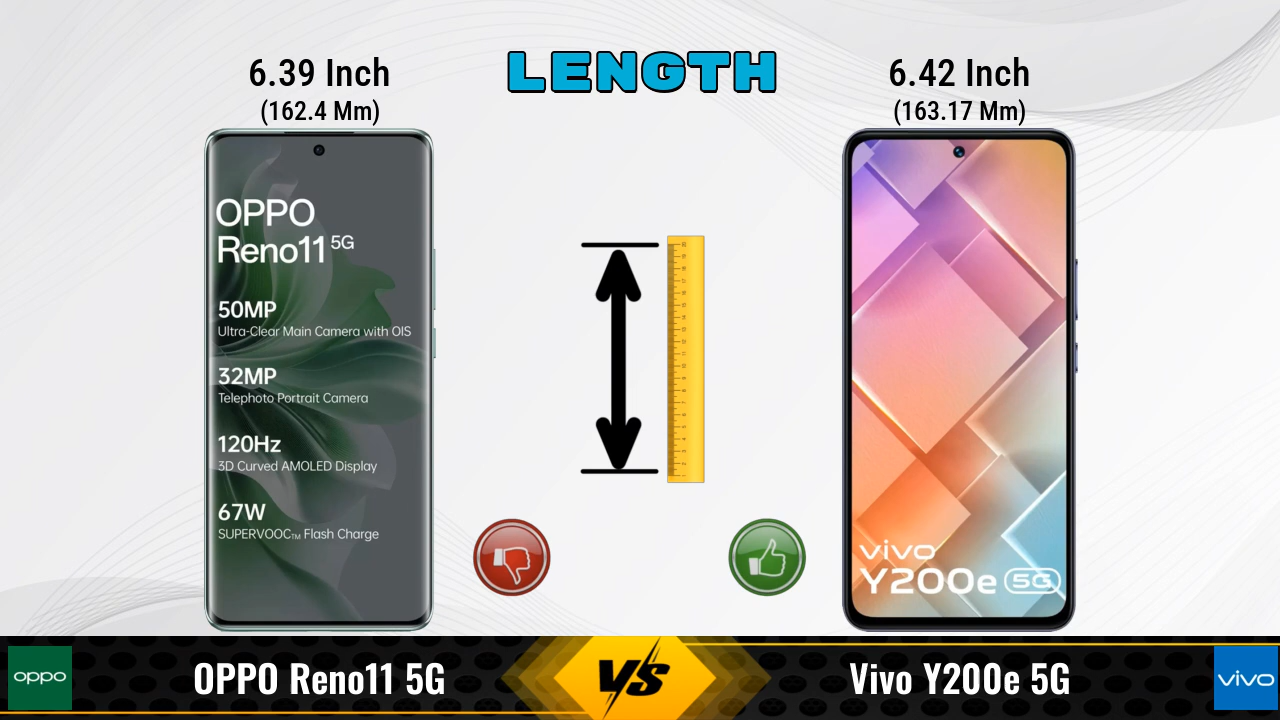 LENGTH
6.39 Inch
(162.4 Mm)
6.42 Inch
(163.17 Mm)
OPPO
Reno11 5G
50MP
Ultra-Clear Main Camera with OIS
32MP
Telephoto Portrait Camera
120Hz
3D Curved AMOLED Display
67W
SUPERVOOC™ Flash Charge
vivo
Y200e 5G
oppo
OPPO Reno11 5G
VS
Vivo Y200e 5G
vivo